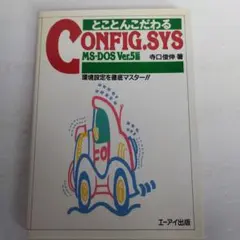 とことんこだわる
CONFIG.SYS
MS-DOS Ver.5編
寺口俊伸 著
環境設定を徹底マスター!!
エーアイ出版